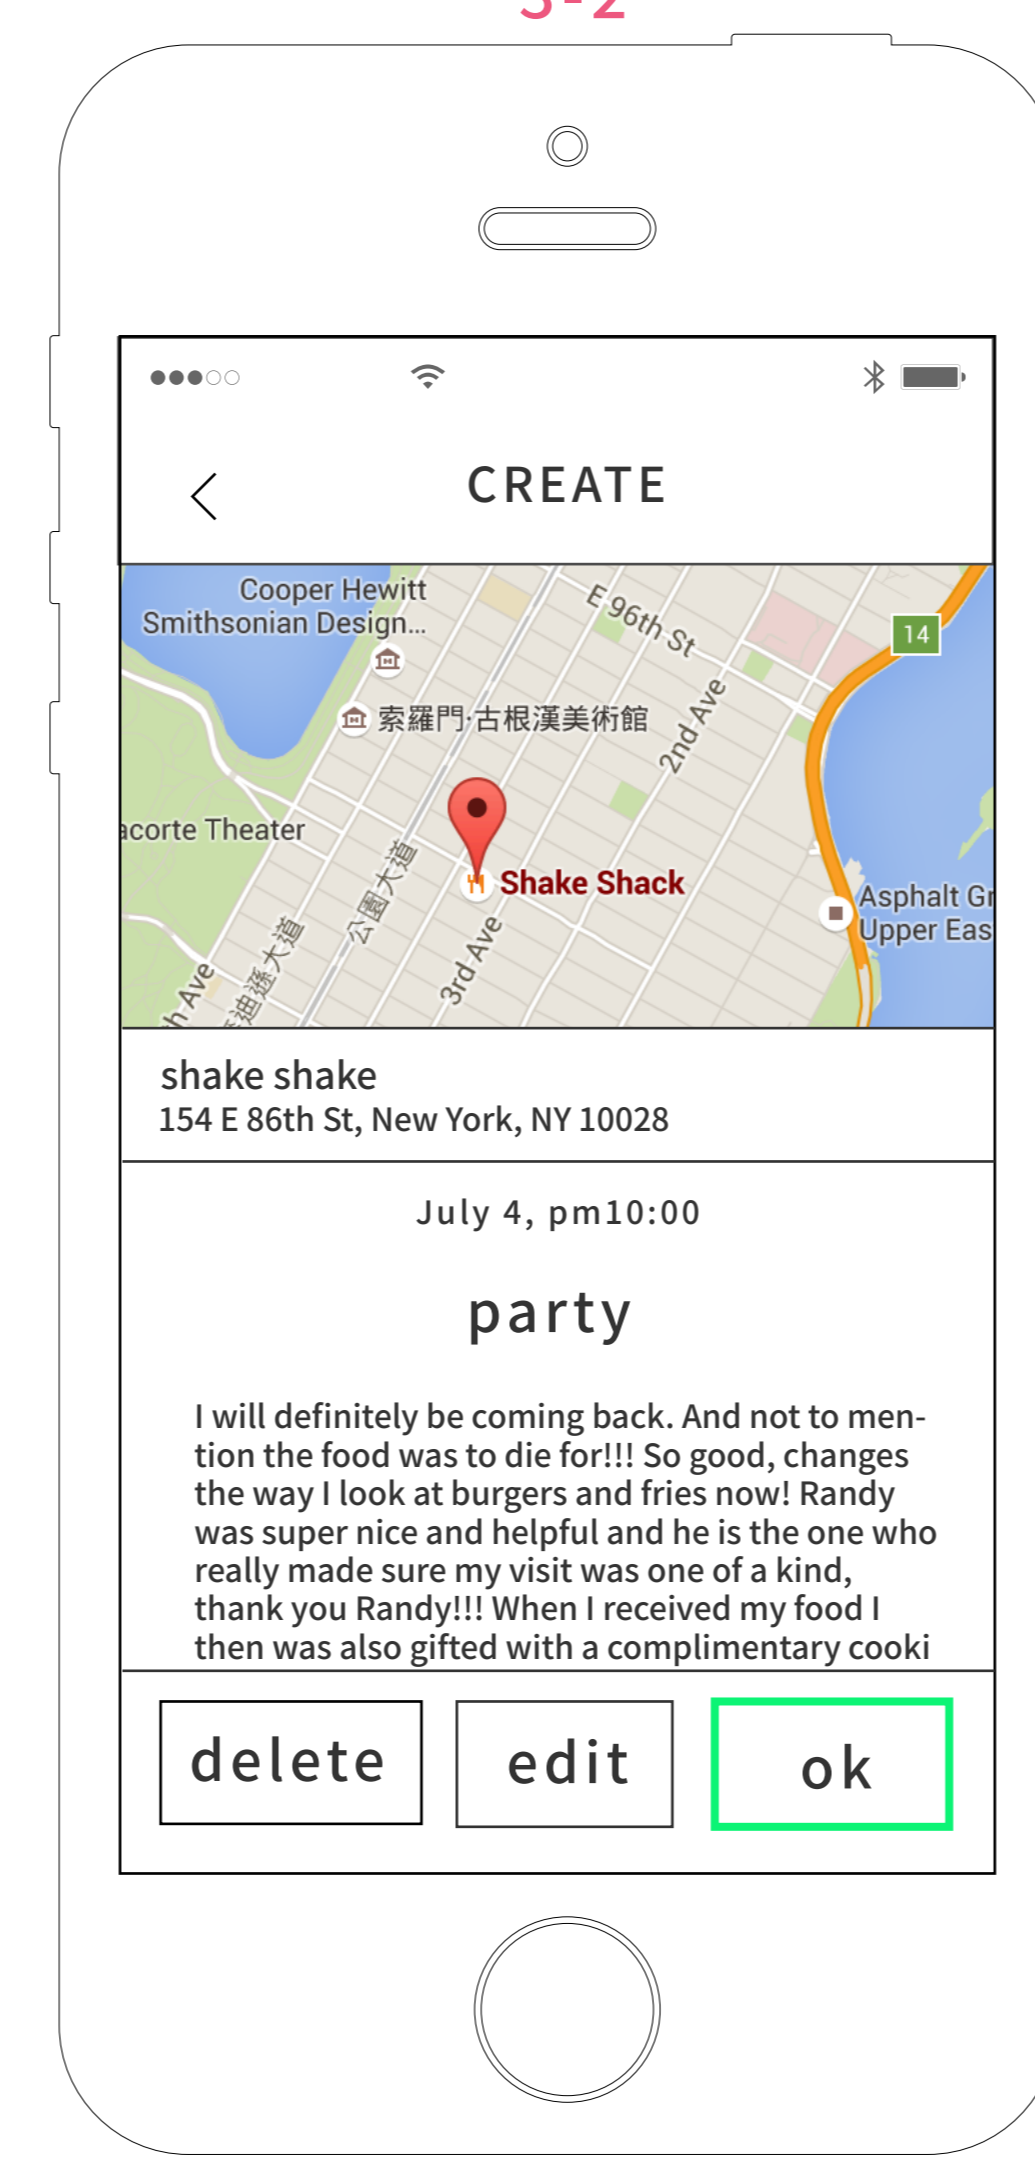 CREATE
Cooper Hewitt
Smithsonian Design...
E 96th St
14
索羅門·古根漢美術館
2nd Ave
acorte Theater
公園大道
Shake Shack
Asphalt Gr
Upper Eas
3rd Ave
迪遜大道
h Ave
shake shake
154 E 86th St, New York, NY 10028
July 4, pm10:00
party
I will definitely be coming back. And not to men-
tion the food was to die for!!! So good, changes
the way I look at burgers and fries now! Randy
was super nice and helpful and he is the one who
really made sure my visit was one of a kind,
thank you Randy!!! When I received my food I
then was also gifted with a complimentary cooki
delete
edit
ok